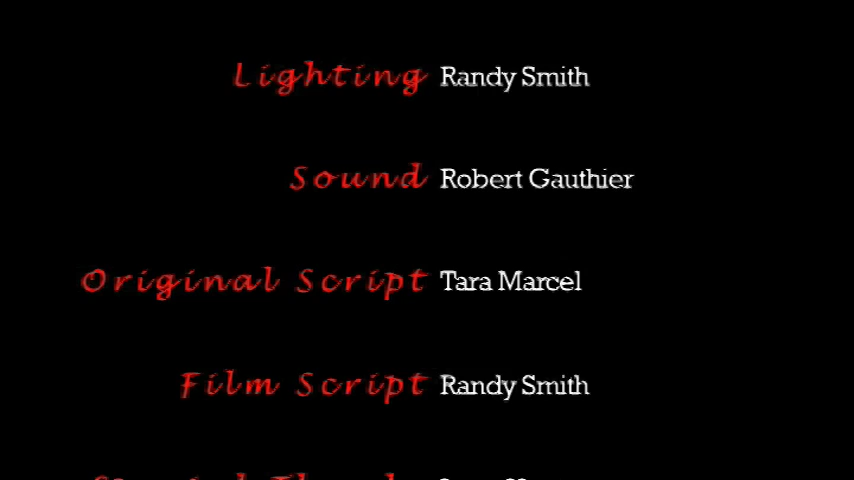 Lighting Randy Smith
Sound Robert Gauthier
Original Script Tara Marcel
Film Script Randy Smith